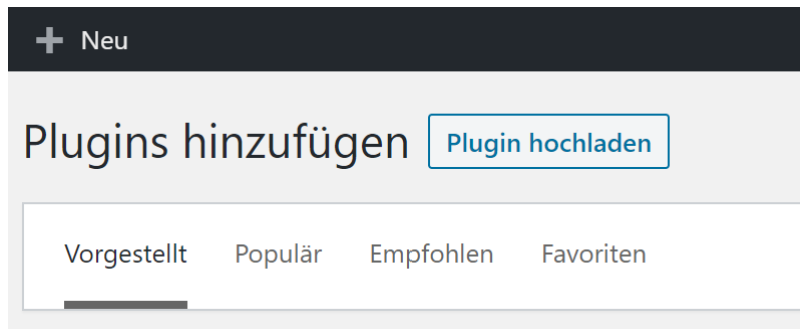 Neu
Plugins hinzufügen Plugin hochladen
Vorgestellt Populär Empfohlen Favoriten